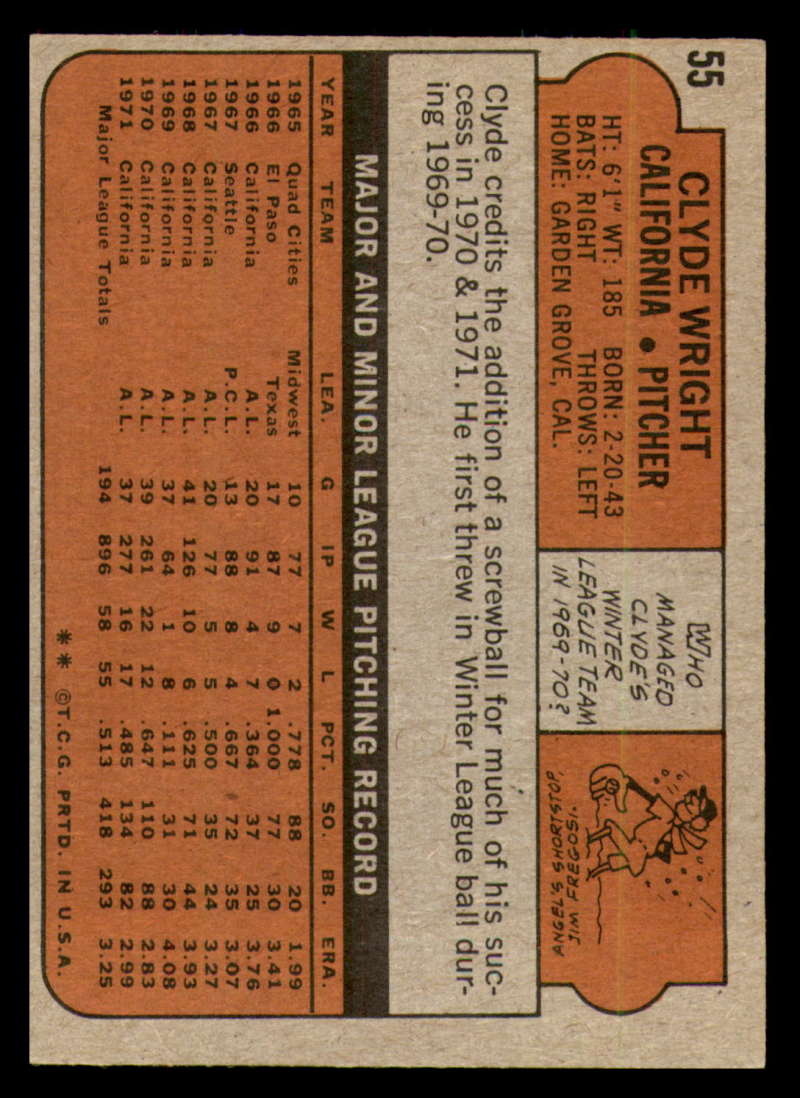 55
CLYDE WRIGHT
CALIFORNIA • PITCHER
HT: 6'1" WT: 185 BORN: 2-20-43
BATS: RIGHT THROWS: LEFT
HOME: GARDEN GROVE, CAL.
WHO
MANAGED
CLYDE'S
WINTER
LEAGUE TEAM
IN 1969-70?
ANGEL'S SHORTSTOP,
JIM FREGOSI.
Clyde credits the addition of a screwball for much of his suc-
cess in 1970 & 1971. He first threw in Winter League ball dur-
ing 1969-70.
MAJOR AND MINOR LEAGUE PITCHING RECORD
YEAR TEAM LEA. G IP W L PCT. SO. BB. ERA.
1965 Quad Cities Midwest 10 77 7 2 .778 88 20 1.99
1966 El Paso Texas 17 87 9 0 1.000 77 30 3.41
1966 California A.L. 20 91 4 7 .364 37 25 3.76
1967 Seattle P.C.L. 13 88 8 4 .667 72 35 3.07
1967 California A.L. 20 77 5 5 .500 35 24 3.27
1968 California A.L. 41 126 10 6 .625 71 44 3.93
1969 California A.L. 37 64 1 8 .111 31 30 4.08
1970 California A.L. 39 261 22 12 .647 110 88 2.83
1971 California A.L. 37 277 16 17 .485 134 82 2.99
Major League Totals 194 896 58 55 .513 418 293 3.25
** ©T.C.G. PRTD. IN U.S.A.